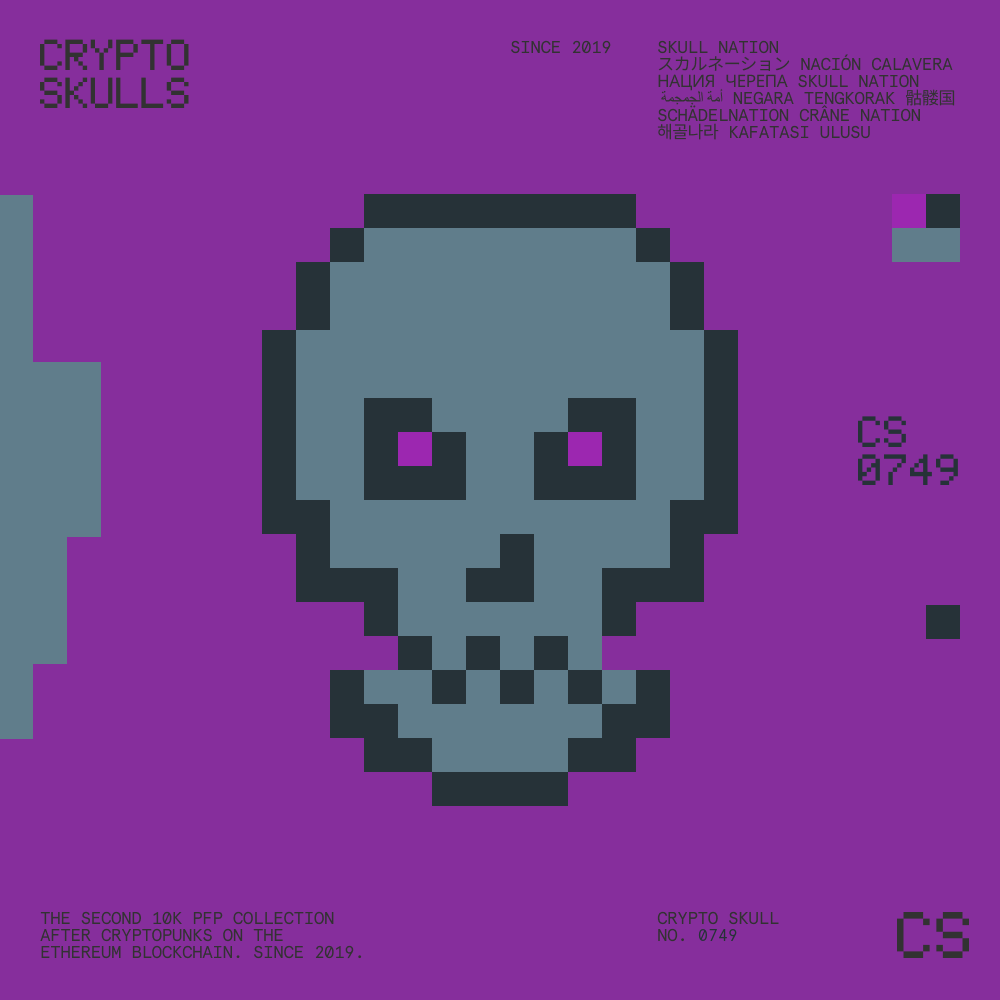 CRYPTO
SKULLS
SINCE 2019
SKULL NATION
スカルネーション NACIÓN CALAVERA
НАЦИЯ ЧЕРЕПА SKULL NATION
أمة الجمجمة NEGARA TENGKORAK 骷髏国
SCHÄDELNATION CRÂNE NATION
해골나라 KAFATASI ULUSU
CS
0749
THE SECOND 10K PFP COLLECTION
AFTER CRYPTOPUNKS ON THE
ETHEREUM BLOCKCHAIN. SINCE 2019.
CRYPTO SKULL
NO. 0749
CS